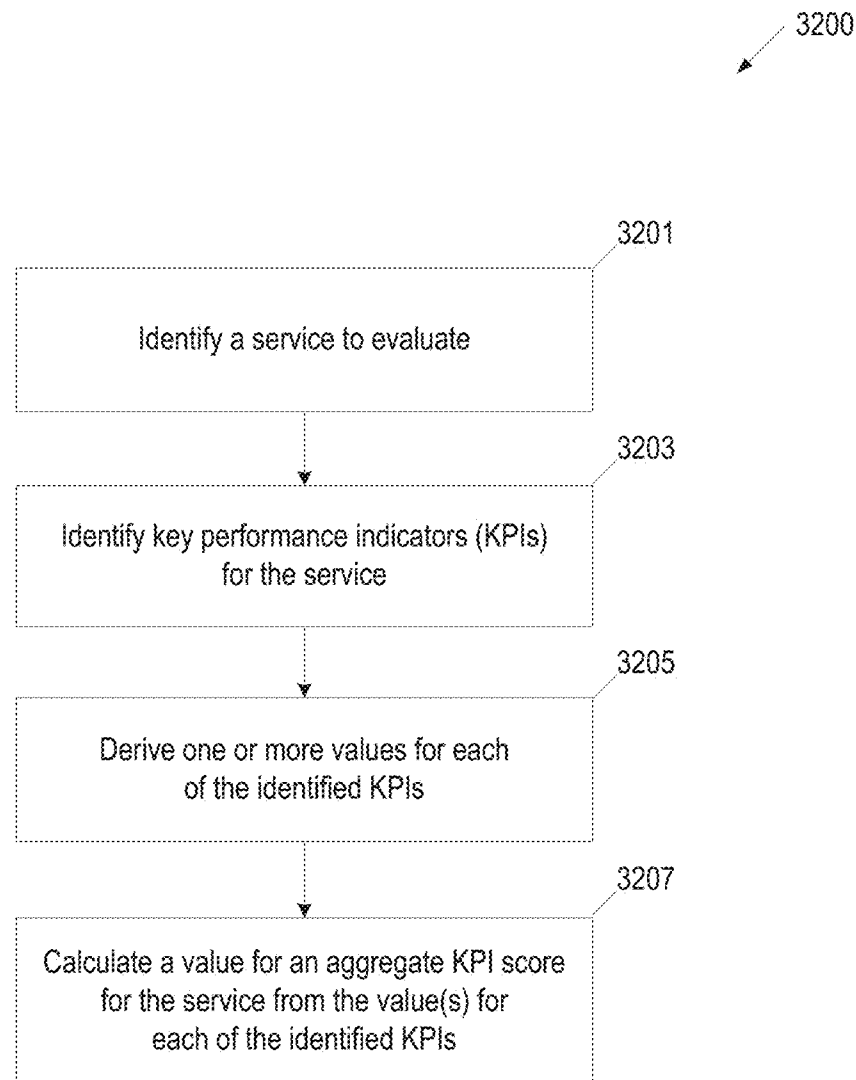 3200
3201
Identify a service to evaluate
3203
Identify key performance indicators (KPIs)
for the service
3205
Derive one or more values for each
of the identified KPIs
3207
Calculate a value for an aggregate KPI score
for the service from the value(s) for
each of the identified KPIs